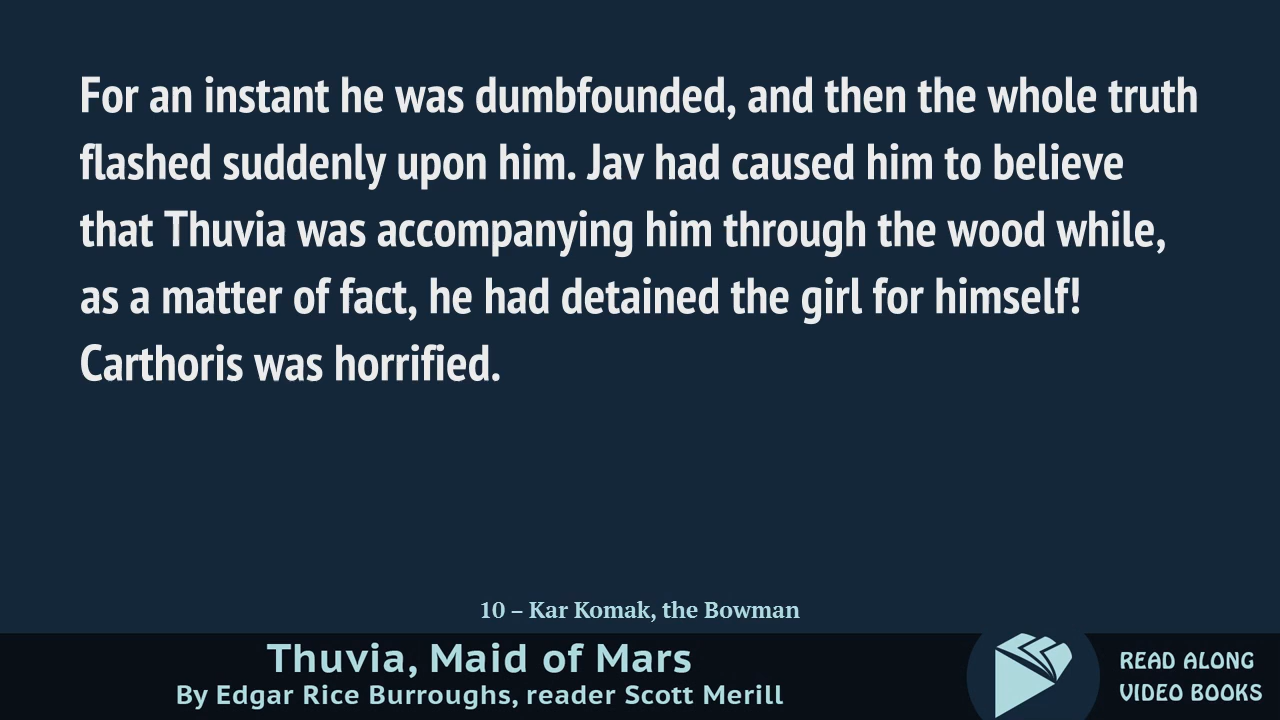 For an instant he was dumbfounded, and then the whole truth
flashed suddenly upon him. Jav had caused him to believe
that Thuvia was accompanying him through the wood while,
as a matter of fact, he had detained the girl for himself!
Carthoris was horrified.
10 – Kar Komak, the Bowman
Thuvia, Maid of Mars
By Edgar Rice Burroughs, reader Scott Merill
READ ALONG
VIDEO BOOKS